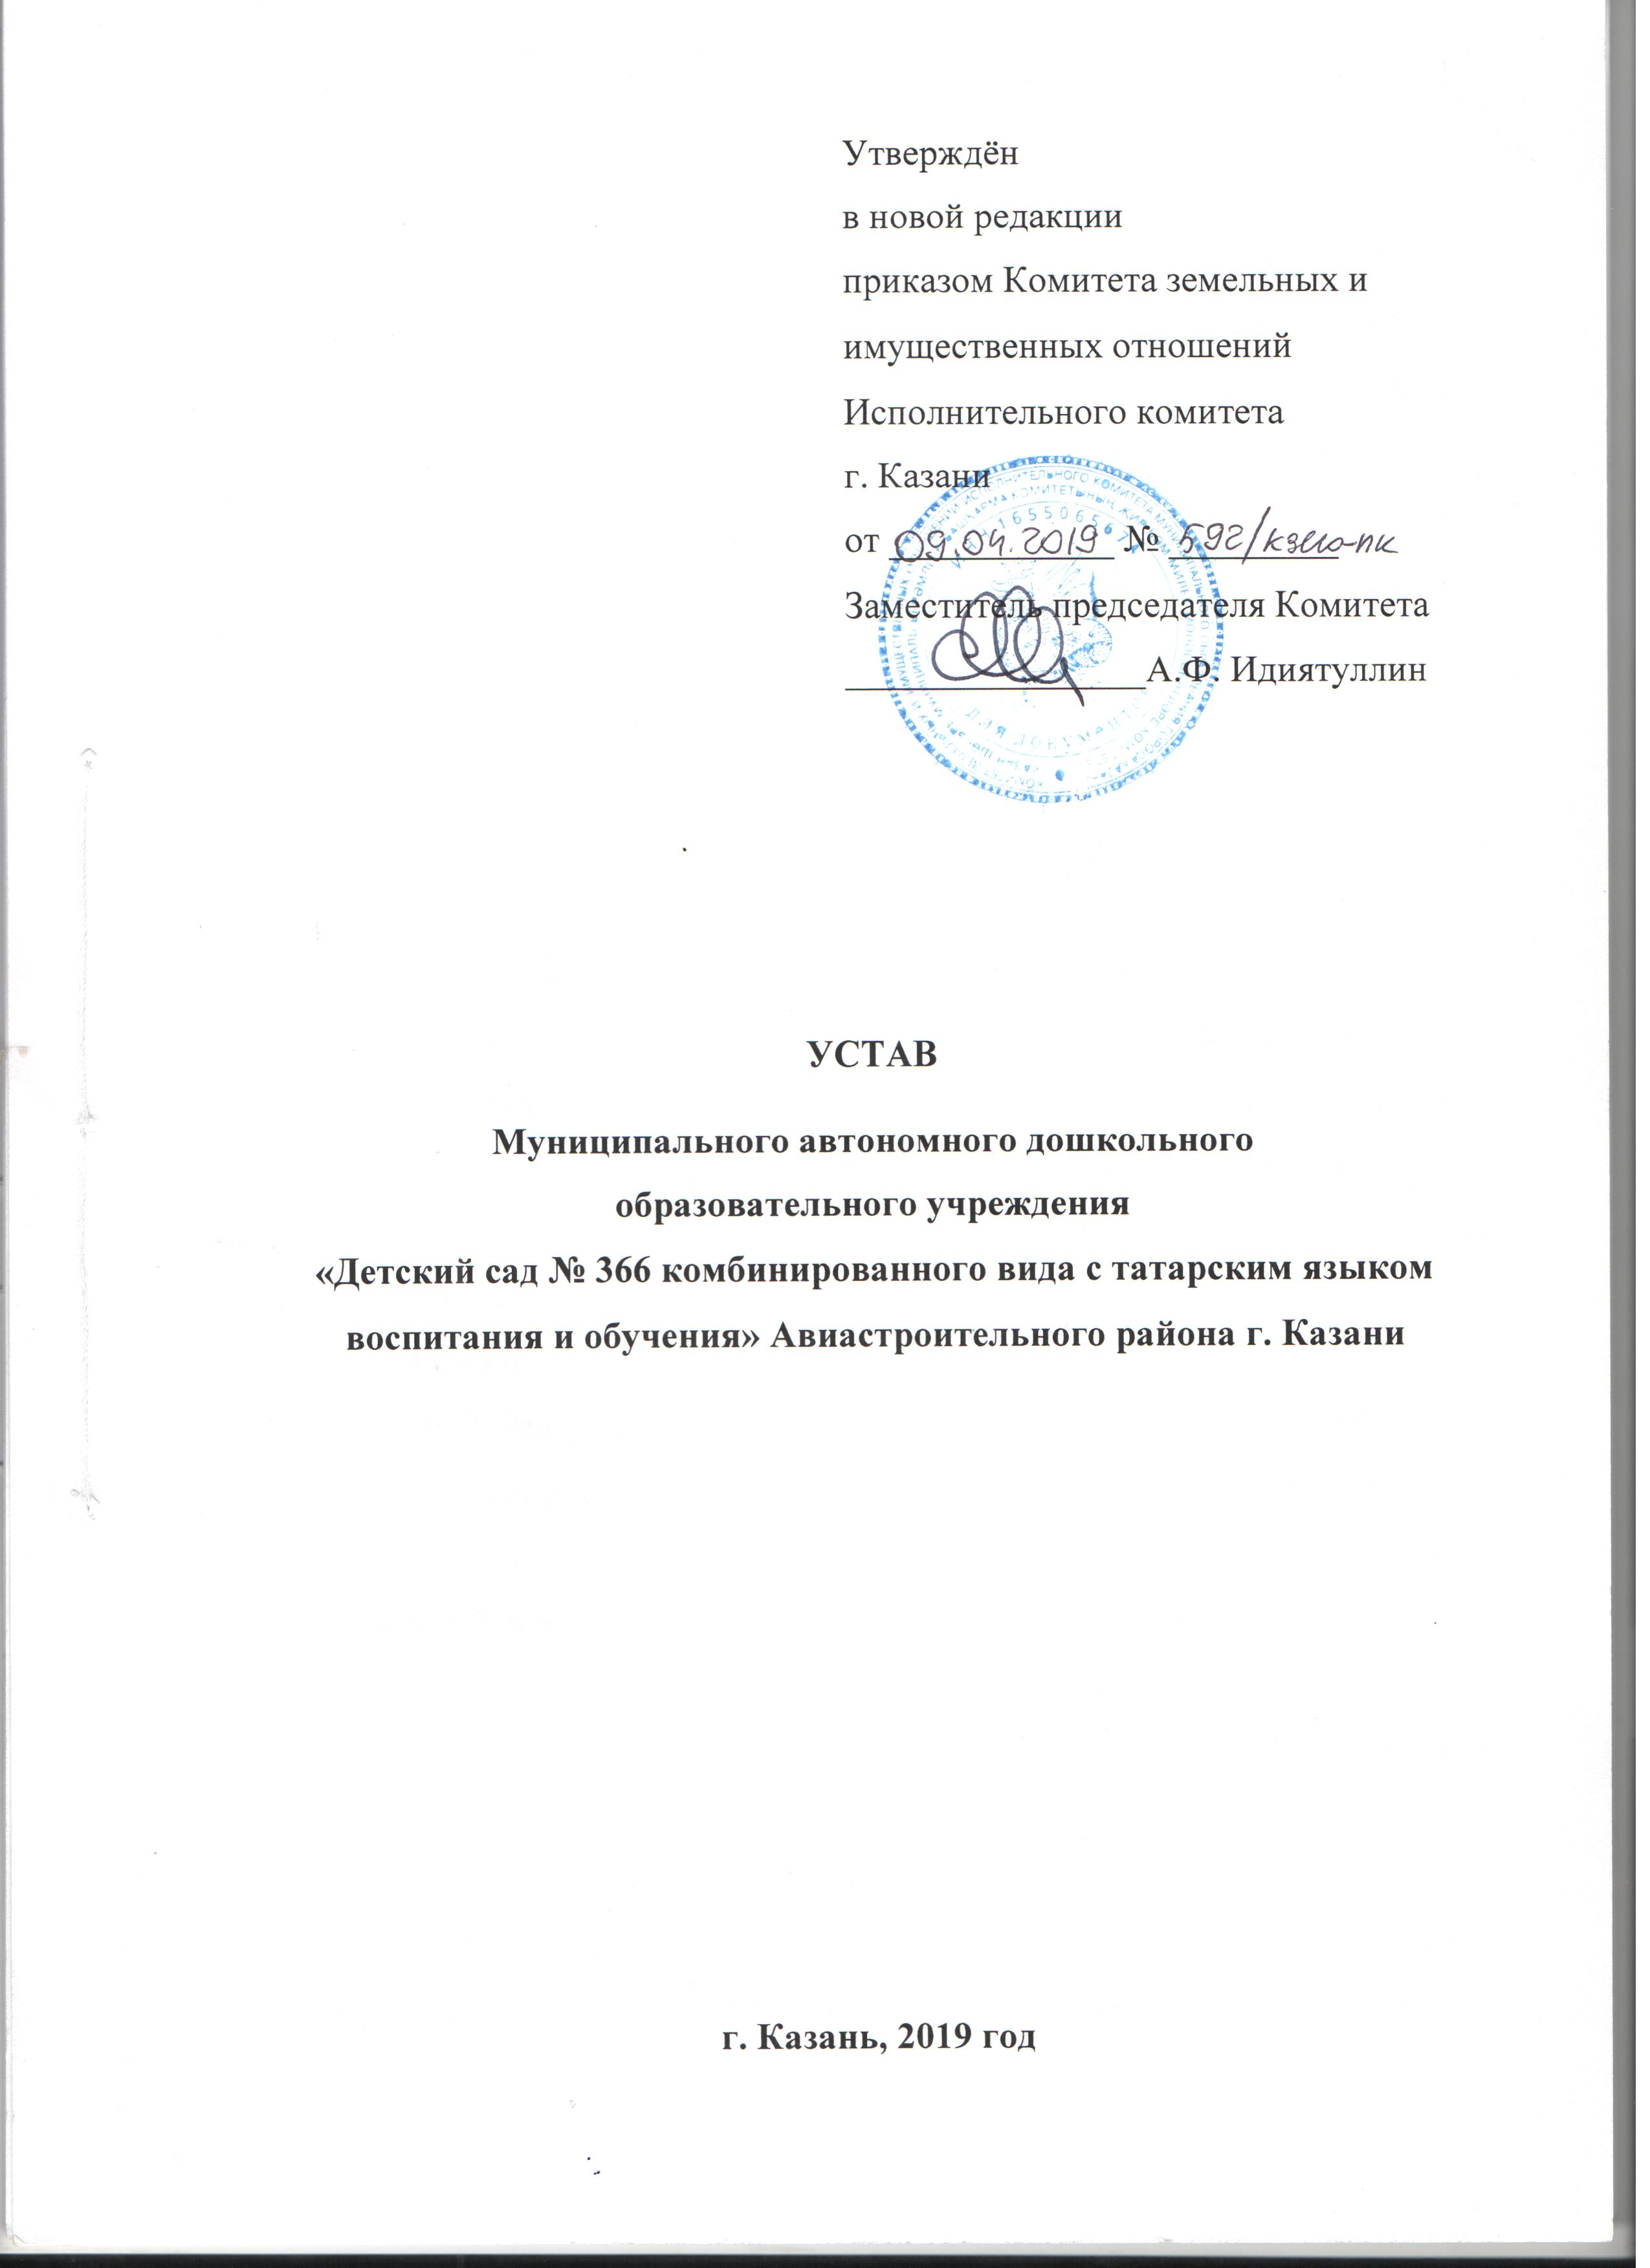 Утверждён
в новой редакции
приказом Комитета земельных и
имущественных отношений
Исполнительного комитета
г. Казани
от 09.04.2019 № 592/кзио-пк
Заместитель председателя Комитета
А.Ф. Идиятуллин
ДЛЯ ДОКУМЕНТОВ
УСТАВ
Муниципального автономного дошкольного
образовательного учреждения
«Детский сад № 366 комбинированного вида с татарским языком
воспитания и обучения» Авиастроительного района г. Казани
г. Казань, 2019 год